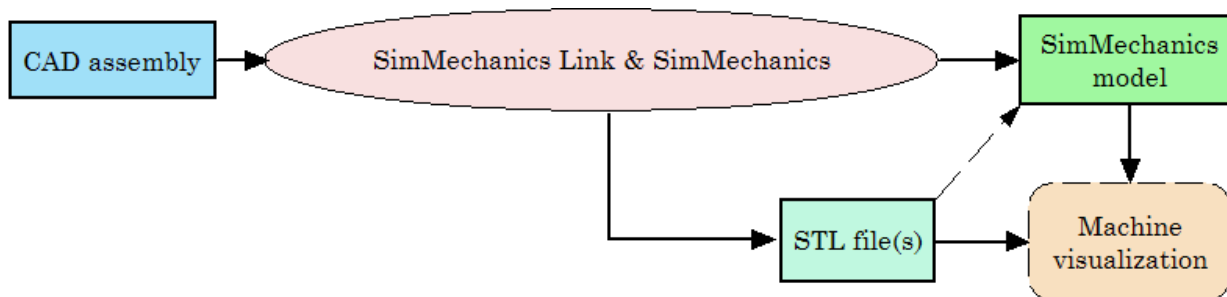 CAD assembly
SimMechanics Link & SimMechanics
SimMechanics
model
STL file(s)
Machine
visualization